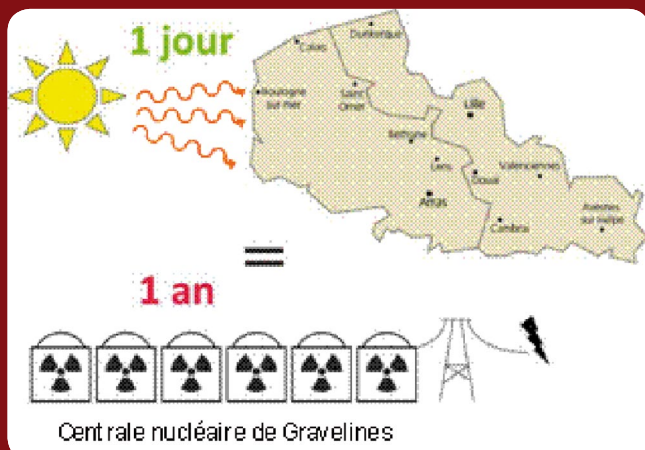 1 jour
Dunkerque
Calais
Boulogne
sur mer
Saint
Omer
Lille
Béthune
Lens
Douai
Valenciennes
Arras
Cambrai
Avesnes
sur Helpe
=
1 an
Centrale nucléaire de Gravelines